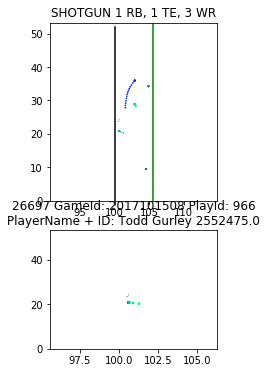 SHOTGUN 1 RB, 1 TE, 3 WR
50
40
30
20
10
0
95 100 105 110
26697 GameId: 2017101508 PlayId: 966
PlayerName + ID: Todd Gurley 2552475.0
40
20
0
97.5 100.0 102.5 105.0